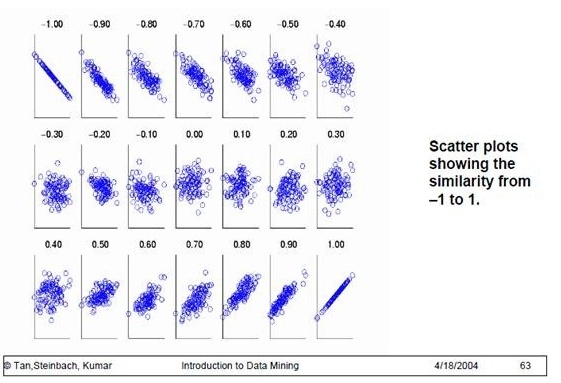 -1.00 -0.90 -0.80 -0.70 -0.60 -0.50 -0.40
-0.30 -0.20 -0.10 0.00 0.10 0.20 0.30
0.40 0.50 0.60 0.70 0.80 0.90 1.00
Scatter plots
showing the
similarity from
–1 to 1.
© Tan,Steinbach, Kumar Introduction to Data Mining 4/18/2004 63